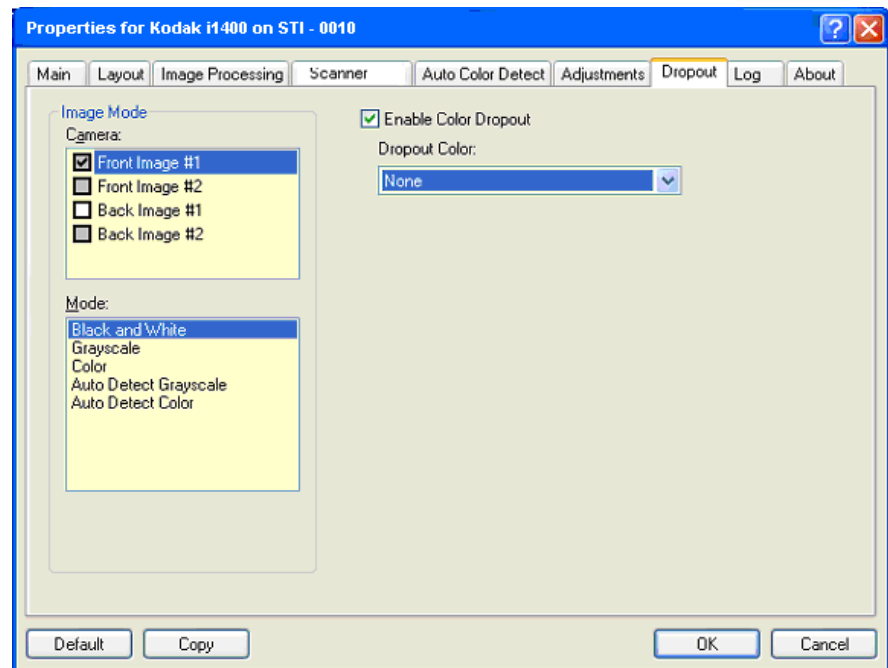 Properties for Kodak i1400 on STI - 0010
Main
Layout
Image Processing
Scanner
Auto Color Detect
Adjustments
Dropout
Log
About
Image Mode
Camera:
Front Image #1
Front Image #2
Back Image #1
Back Image #2
Mode:
Black and White
Grayscale
Color
Auto Detect Grayscale
Auto Detect Color
Enable Color Dropout
Dropout Color:
None
Default
Copy
OK
Cancel